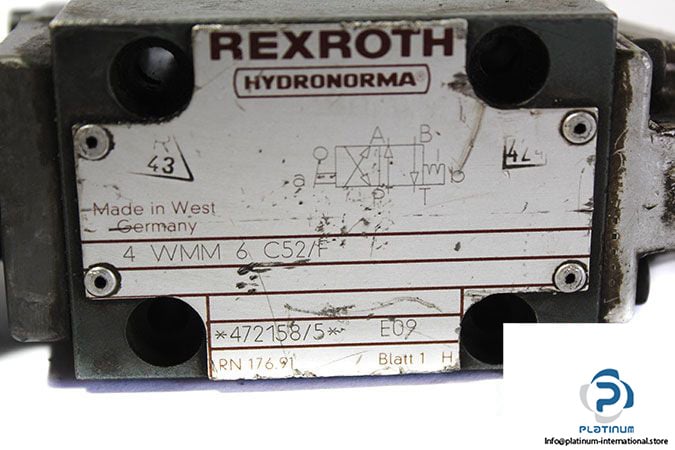 REXROTH
HYDRONORMA®
43
424
A B
a P T b
Made in West
Germany
4 WMM 6 C52/F
*472158/5* E09
RN 176.91 Blatt 1 H
PLATINUM
Info@platinum-international.store